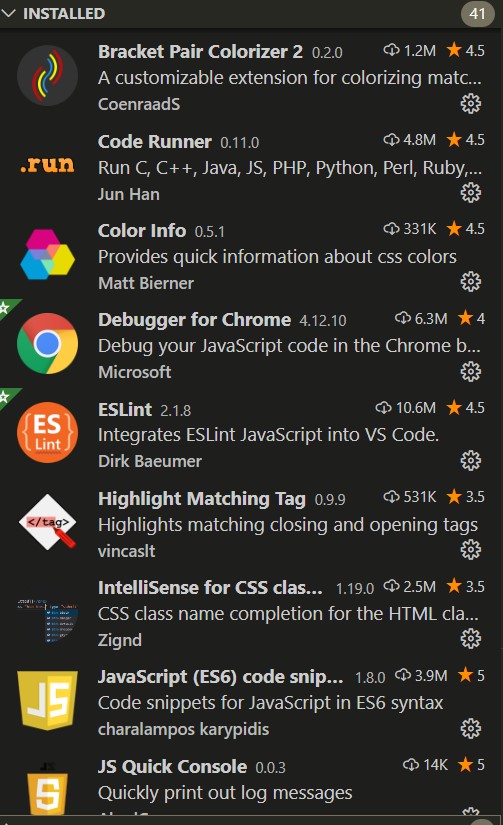 INSTALLED 41
Bracket Pair Colorizer 2 0.2.0 1.2M 4.5
A customizable extension for colorizing matc...
CoenraadS
.run
Code Runner 0.11.0 4.8M 4.5
Run C, C++, Java, JS, PHP, Python, Perl, Ruby,...
Jun Han
Color Info 0.5.1 331K 4.5
Provides quick information about css colors
Matt Bierner
Debugger for Chrome 4.12.10 6.3M 4
Debug your JavaScript code in the Chrome b...
Microsoft
{ES
Lint}
ESLint 2.1.8 10.6M 4.5
Integrates ESLint JavaScript into VS Code.
Dirk Baeumer
</tag>
Highlight Matching Tag 0.9.9 531K 3.5
Highlights matching closing and opening tags
vincaslt
IntelliSense for CSS clas... 1.19.0 2.5M 3.5
CSS class name completion for the HTML cla...
Zignd
JS
JavaScript (ES6) code snip... 1.8.0 3.9M 5
Code snippets for JavaScript in ES6 syntax
charalampos karypidis
JS
JS Quick Console 0.0.3 14K 5
Quickly print out log messages